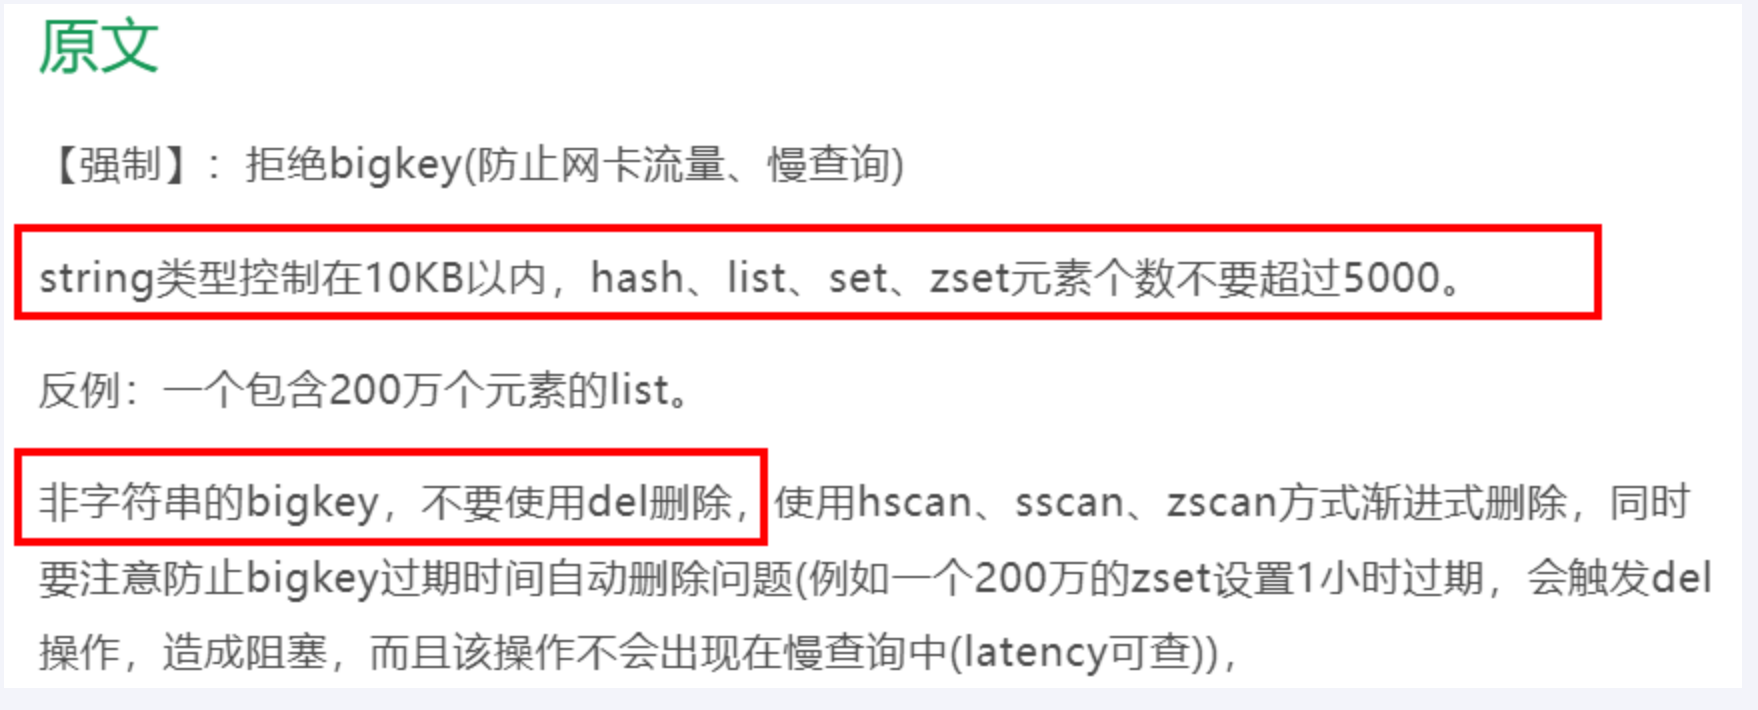 原文
【强制】：拒绝bigkey(防止网卡流量、慢查询)
string类型控制在10KB以内，hash、list、set、zset元素个数不要超过5000。
反例：一个包含200万个元素的list。
非字符串的bigkey，不要使用del删除，使用hscan、sscan、zscan方式渐进式删除，同时
要注意防止bigkey过期时间自动删除问题(例如一个200万的zset设置1小时过期，会触发del
操作，造成阻塞，而且该操作不会出现在慢查询中(latency可查))，